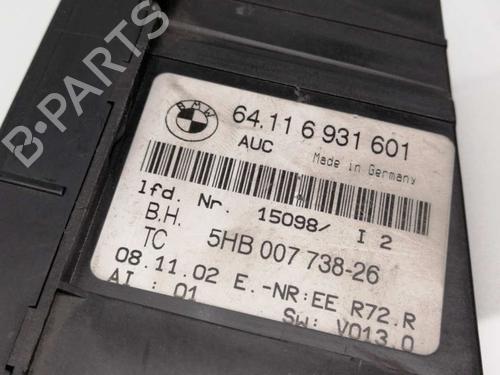 BMW
64.11 6 931 601
AUC
Made in Germany
lfd. Nr. 15098/ I 2
B.H.
TC 5HB 007 738-26
08.11.02 E.-NR:EE R72.R
AI : 01 SW: V013.0
B-PARTS